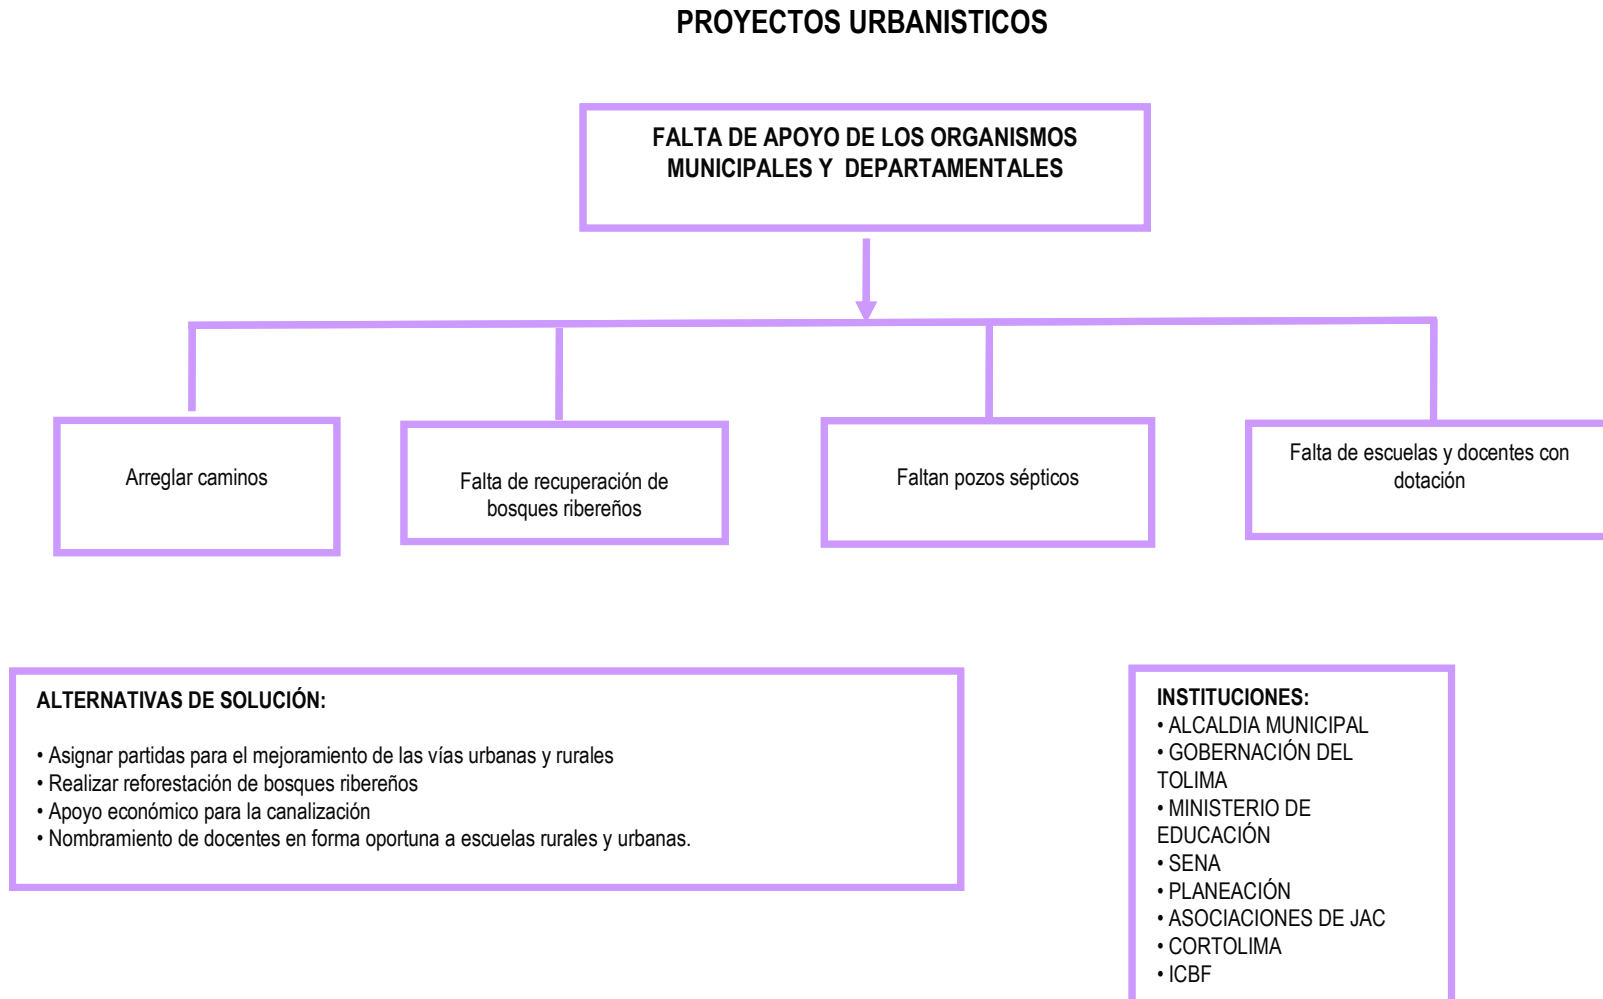 PROYECTOS URBANISTICOS
FALTA DE APOYO DE LOS ORGANISMOS
MUNICIPALES Y DEPARTAMENTALES
Arreglar caminos
Falta de recuperación de
bosques ribereños
Faltan pozos sépticos
Falta de escuelas y docentes con
dotación
ALTERNATIVAS DE SOLUCIÓN:
• Asignar partidas para el mejoramiento de las vías urbanas y rurales
• Realizar reforestación de bosques ribereños
• Apoyo económico para la canalización
• Nombramiento de docentes en forma oportuna a escuelas rurales y urbanas.
INSTITUCIONES:
• ALCALDIA MUNICIPAL
• GOBERNACIÓN DEL
TOLIMA
• MINISTERIO DE
EDUCACIÓN
• SENA
• PLANEACIÓN
• ASOCIACIONES DE JAC
• CORTOLIMA
• ICBF